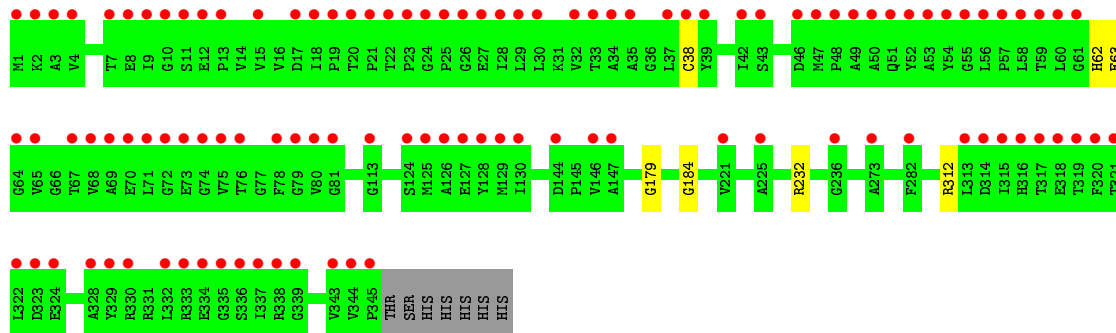 M1 K2 A3 V4 T7 E8 I9 G10 S11 E12 P13 V14 V15 V16 D17 I18 P19 T20 P21 T22 P23 G24 P25 G26 E27 I28 L29 L30 K31 V32 T33 A34 A35 G36 L37 C38 Y39 I42 S43 D46 M47 P48 A49 A50 Q51 Y52 A53 Y54 G55 L56 P57 L58 T59 L60 G61 H62 E63
G64 V65 G66 T67 V68 A69 E70 L71 G72 E73 G74 V75 T76 G77 F78 G79 V80 G81 G113 S124 M125 A126 E127 Y128 M129 I130 D144 P145 V146 A147 G179 G184 V221 A225 R232 G236 A273 F282 R312 L313 D314 I315 H316 T317 E318 T319 F320 T321
L322 D323 E324 A328 Y329 R330 R331 L332 R333 E334 G335 S336 I337 R338 G339 V343 V344 P345 THR SER HIS HIS HIS HIS HIS